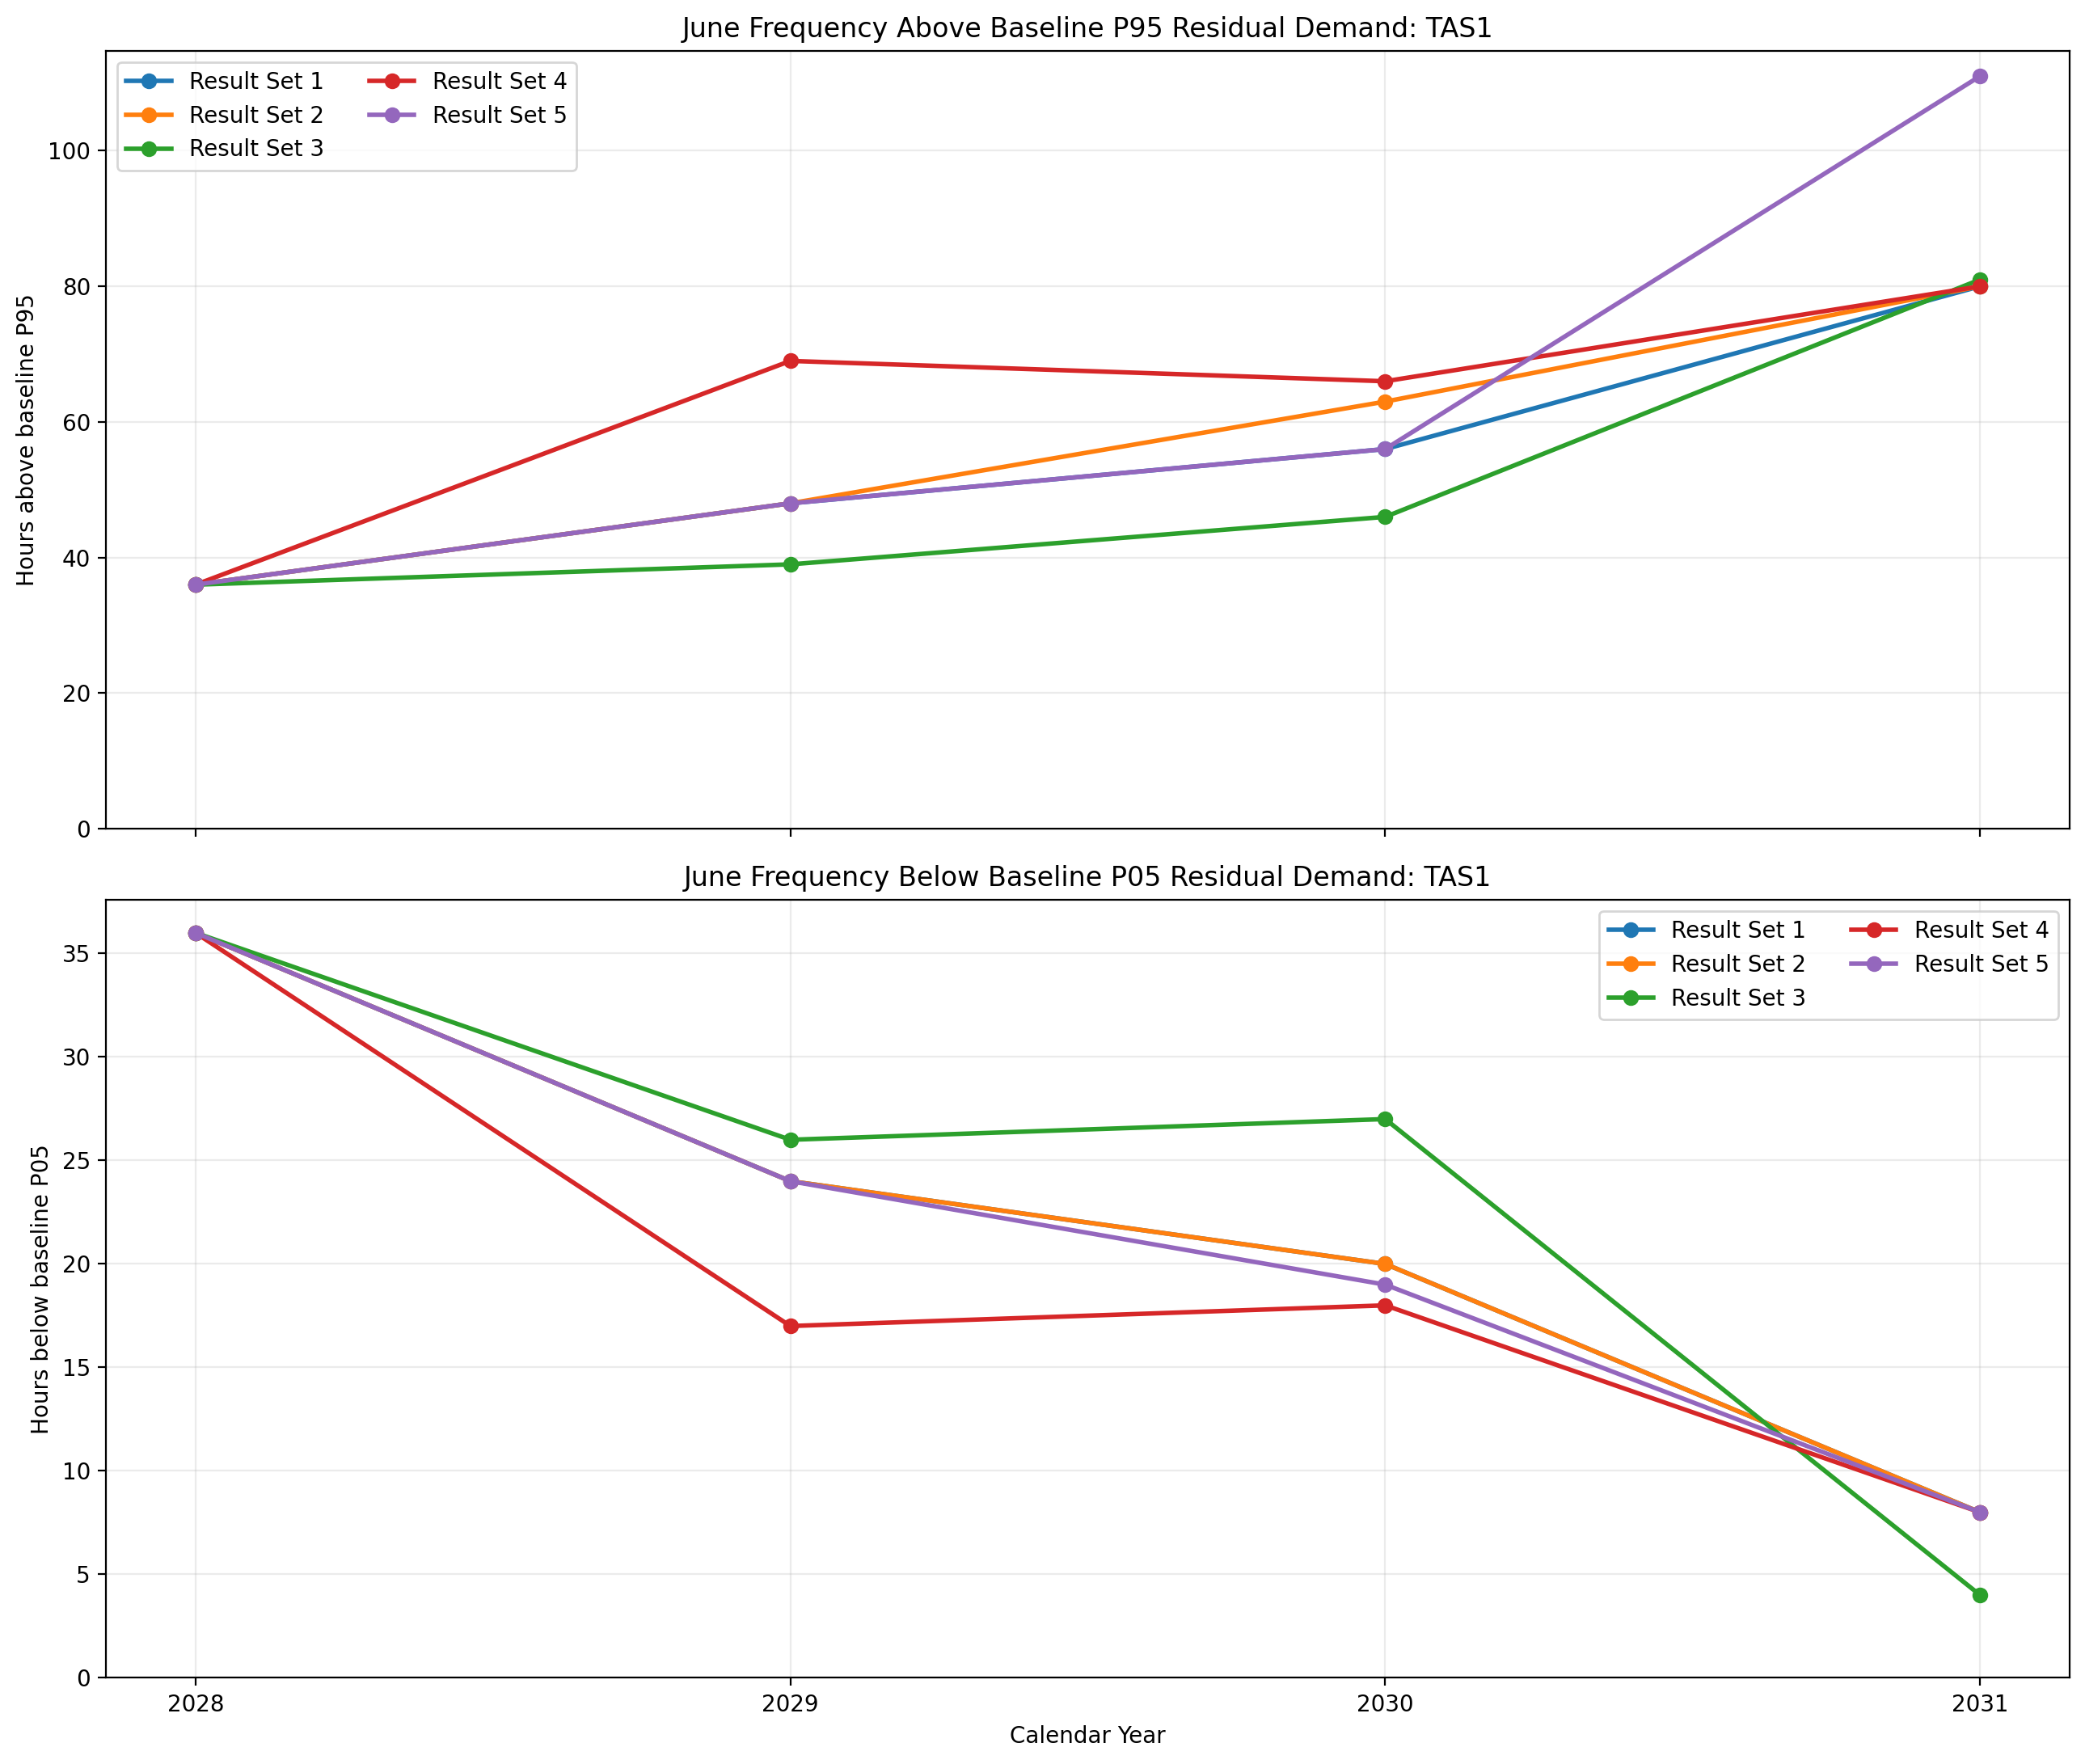 June Frequency Above Baseline P95 Residual Demand: TAS1
Result Set 1
Result Set 2
Result Set 3
Result Set 4
Result Set 5
Hours above baseline P95
100
80
60
40
20
0
June Frequency Below Baseline P05 Residual Demand: TAS1
Result Set 1
Result Set 2
Result Set 3
Result Set 4
Result Set 5
Hours below baseline P05
35
30
25
20
15
10
5
0
2028
2029
2030
2031
Calendar Year